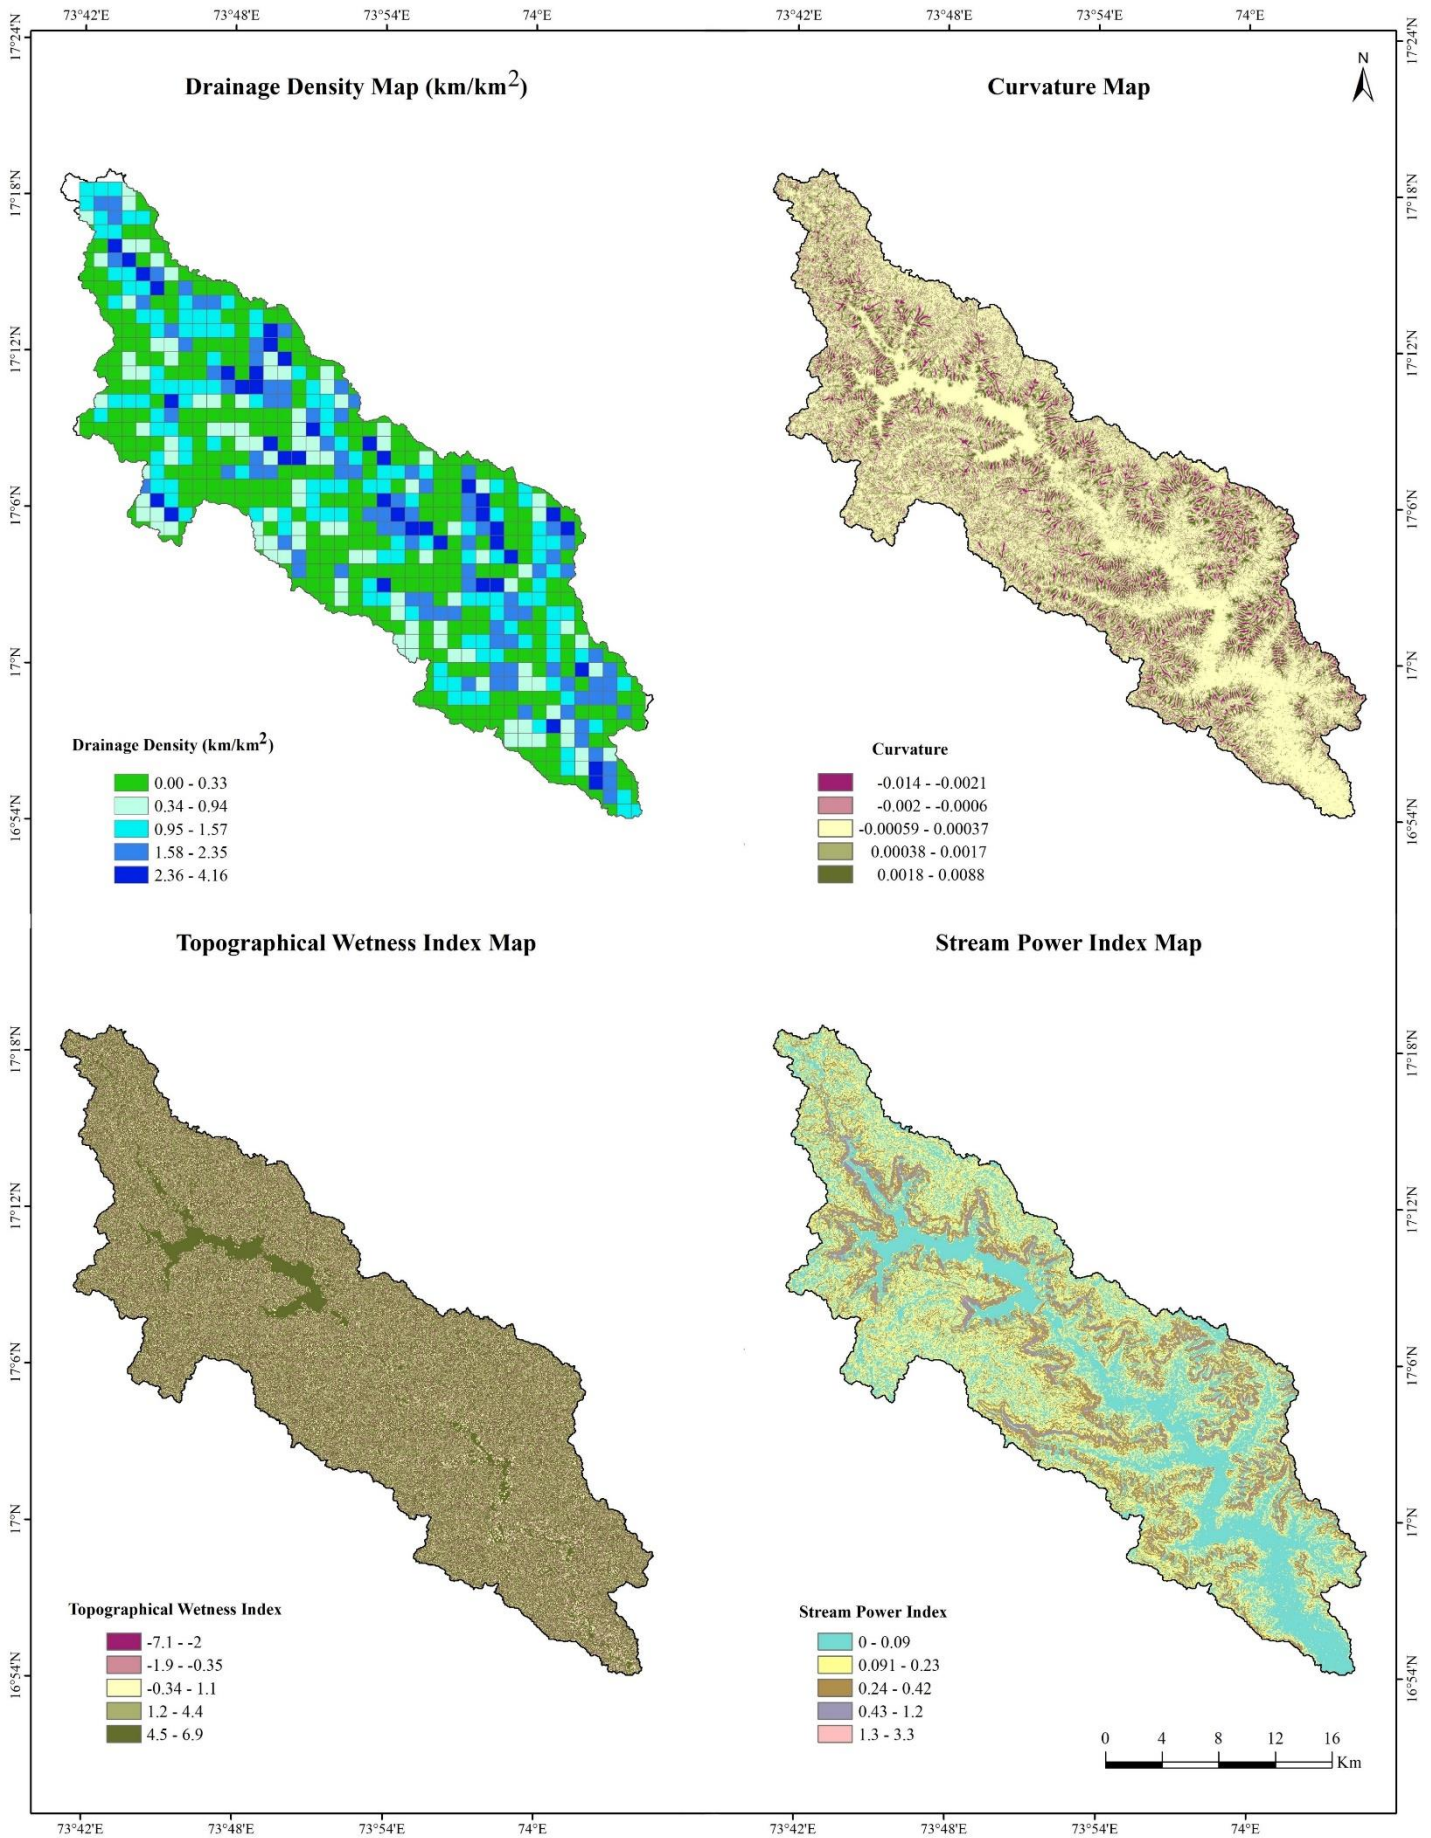 73°42'E 73°48'E 73°54'E 74°E 73°42'E 73°48'E 73°54'E 74°E
17°24'N
17°24'N
N
Drainage Density Map (km/km2)
Curvature Map
17°18'N
17°18'N
17°12'N
17°12'N
17°6'N
17°6'N
17°N
17°N
16°54'N
16°54'N
Drainage Density (km/km2)
0.00 - 0.33
0.34 - 0.94
0.95 - 1.57
1.58 - 2.35
2.36 - 4.16
Curvature
-0.014 - -0.0021
-0.002 - -0.0006
-0.00059 - 0.00037
0.00038 - 0.0017
0.0018 - 0.0088
Topographical Wetness Index Map
Stream Power Index Map
17°18'N
17°18'N
17°12'N
17°12'N
17°6'N
17°6'N
17°N
17°N
16°54'N
16°54'N
Topographical Wetness Index
-7.1 - -2
-1.9 - -0.35
-0.34 - 1.1
1.2 - 4.4
4.5 - 6.9
Stream Power Index
0 - 0.09
0.091 - 0.23
0.24 - 0.42
0.43 - 1.2
1.3 - 3.3
0 4 8 12 16
Km
73°42'E 73°48'E 73°54'E 74°E 73°42'E 73°48'E 73°54'E 74°E